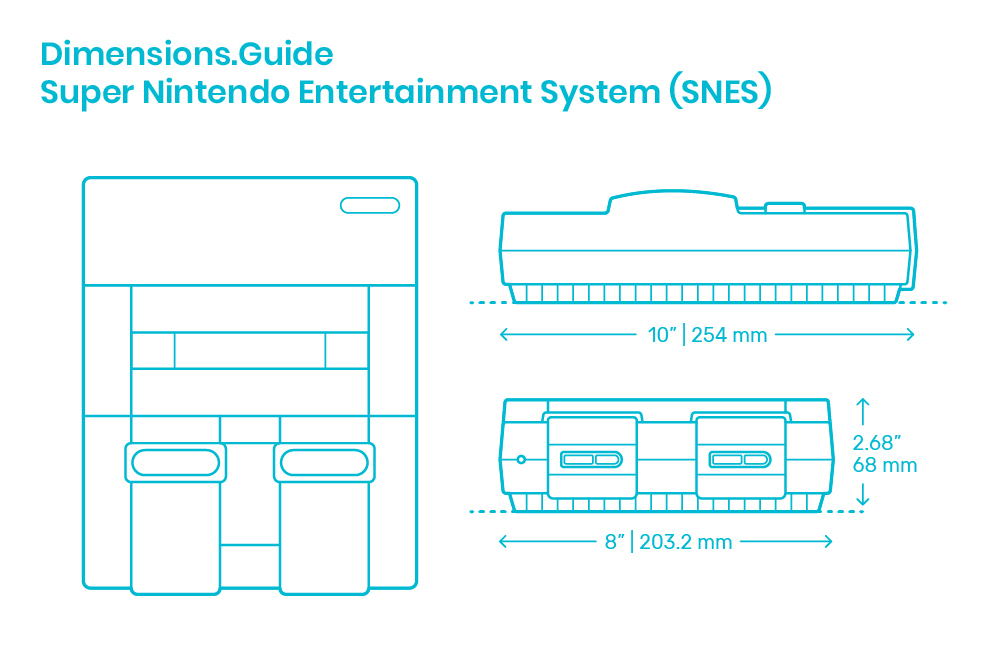 Dimensions.Guide
Super Nintendo Entertainment System (SNES)
10” | 254 mm
2.68”
68 mm
8” | 203.2 mm